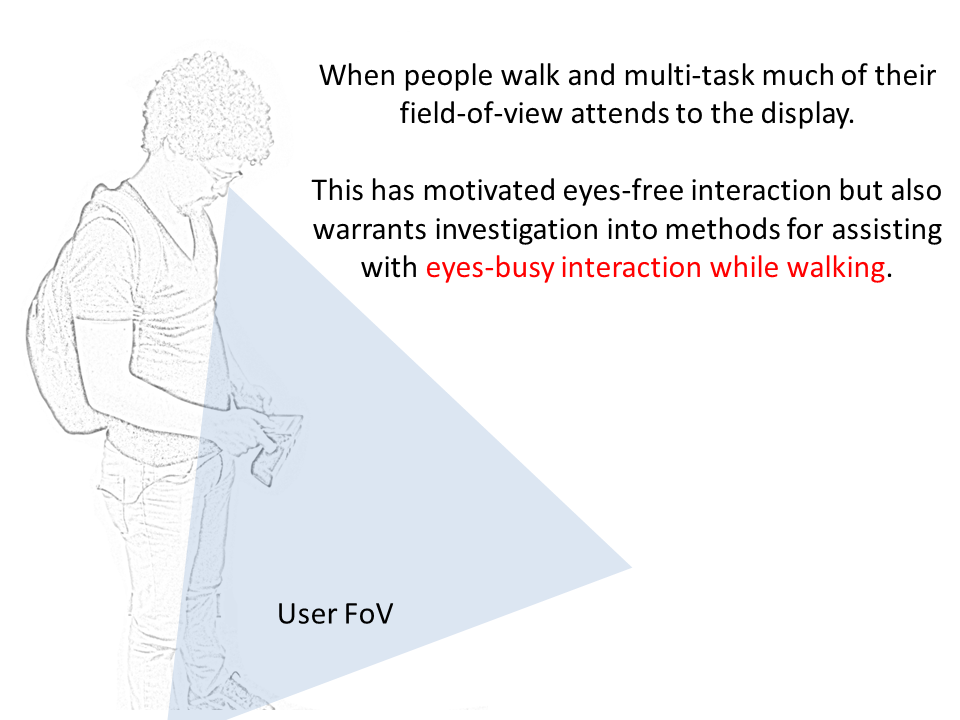 When people walk and multi-task much of their
field-of-view attends to the display.
This has motivated eyes-free interaction but also
warrants investigation into methods for assisting
with eyes-busy interaction while walking.
User FoV